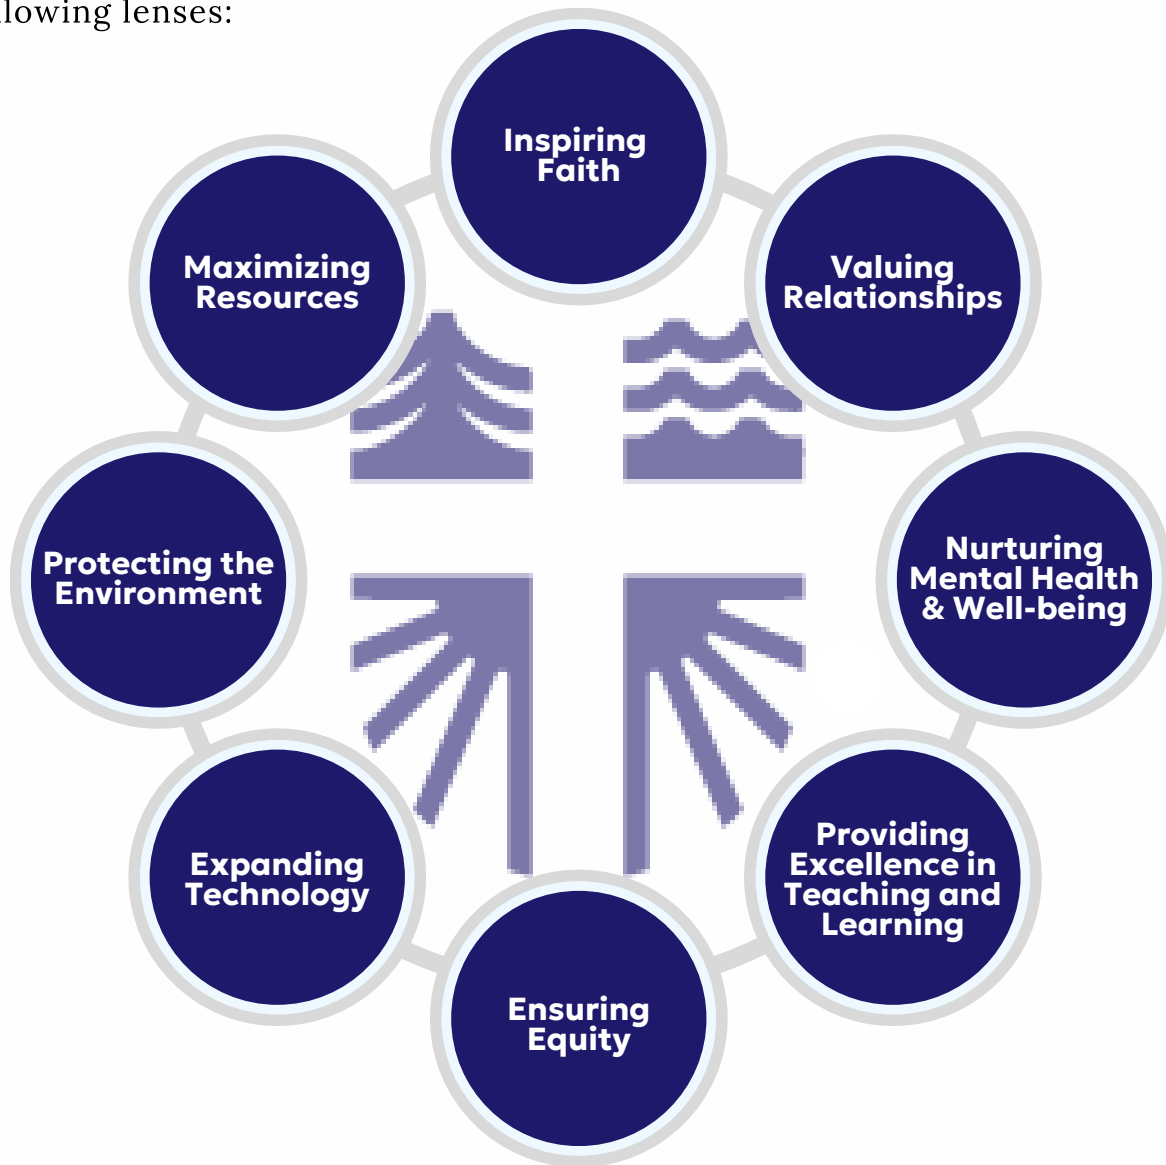 lenses:
Inspiring
Faith
Valuing
Relationships
Nurturing
Mental Health
& Well-being
Providing
Excellence in
Teaching and
Learning
Ensuring
Equity
Expanding
Technology
Protecting the
Environment
Maximizing
Resources